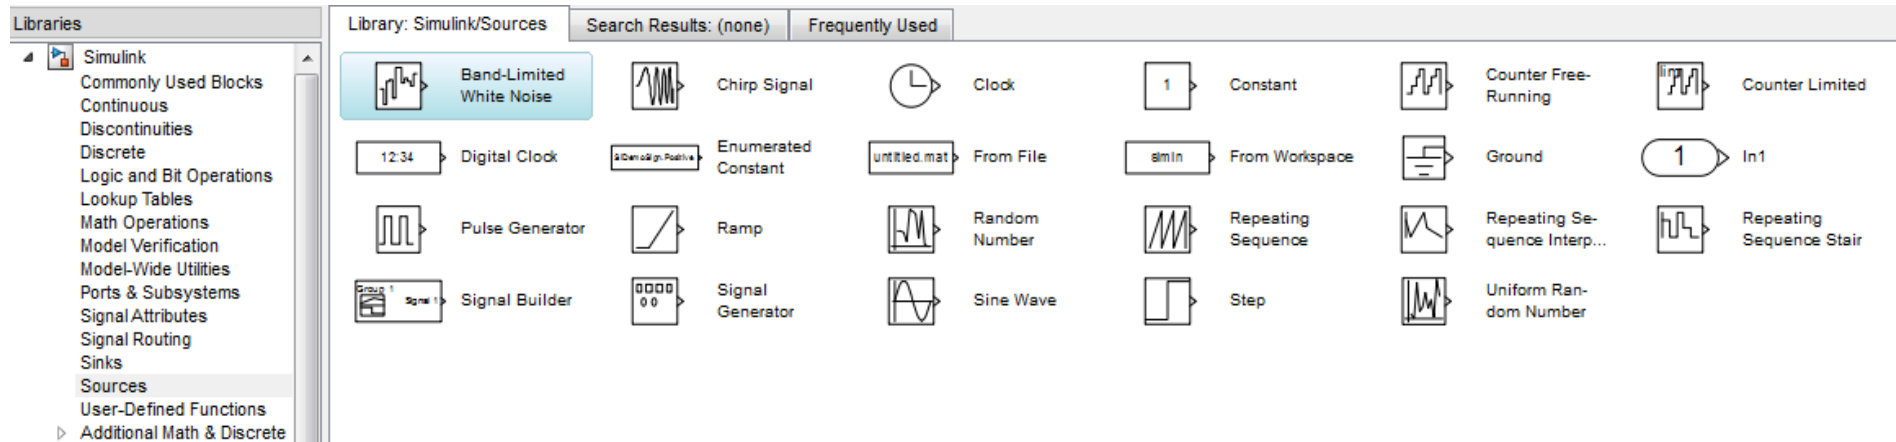 Libraries
Simulink
Commonly Used Blocks
Continuous
Discontinuities
Discrete
Logic and Bit Operations
Lookup Tables
Math Operations
Model Verification
Model-Wide Utilities
Ports & Subsystems
Signal Attributes
Signal Routing
Sinks
Sources
User-Defined Functions
Additional Math & Discrete
Library: Simulink/Sources
Search Results: (none)
Frequently Used
Band-Limited
White Noise
Chirp Signal
Clock
1
Constant
Counter Free-
Running
lim
Counter Limited
12:34
Digital Clock
Enumerated
Constant
untitled.mat
From File
simin
From Workspace
Ground
1
In1
Pulse Generator
Ramp
Random
Number
Repeating
Sequence
Repeating Se-
quence Interp...
Repeating
Sequence Stair
Group 1
Signal 1
Signal Builder
Signal
Generator
Sine Wave
Step
Uniform Ran-
dom Number